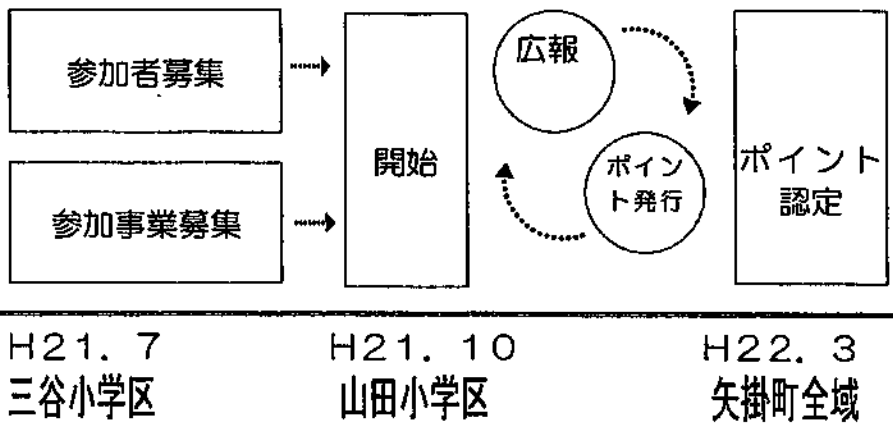 参加者募集
参加事業募集
開始
広報
ポイン
ト発行
ポイント
認定
H21.7
三谷小学区
H21.10
山田小学区
H22.3
矢掛町全域